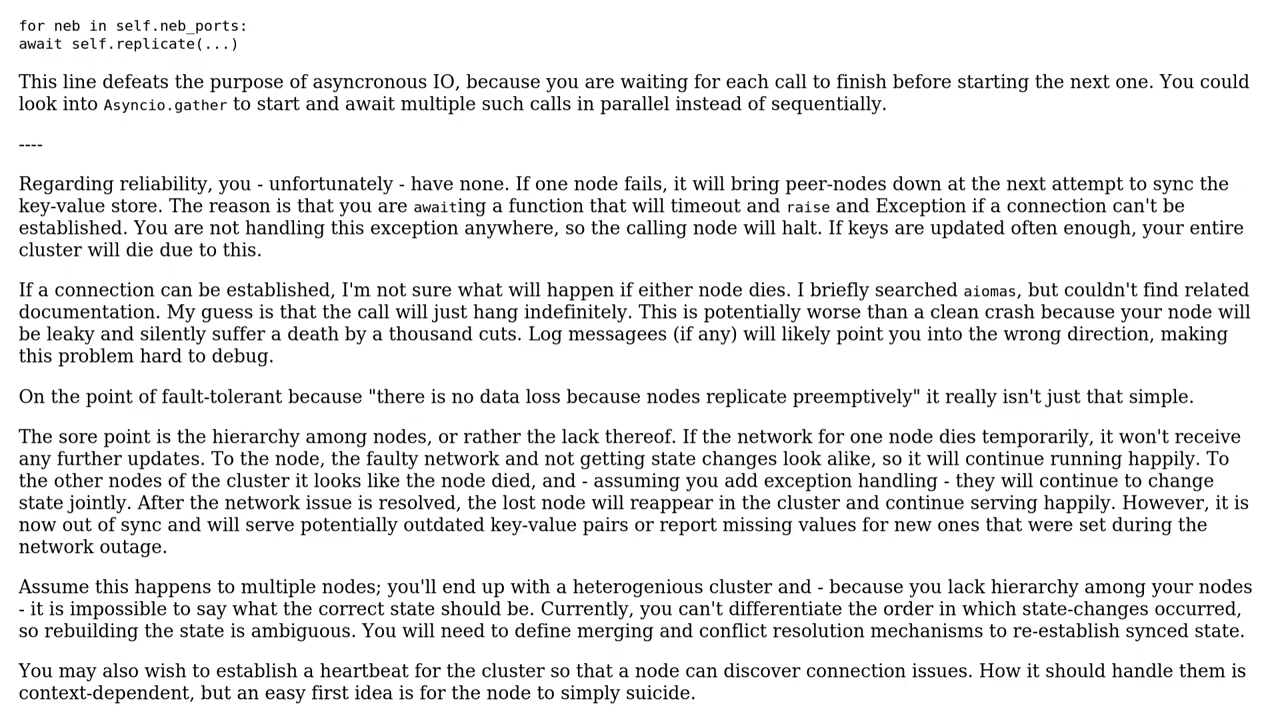 for neb in self.neb_ports:
await self.replicate(...)
This line defeats the purpose of asyncronous IO, because you are waiting for each call to finish before starting the next one. You could
look into Asyncio.gather to start and await multiple such calls in parallel instead of sequentially.
----
Regarding reliability, you - unfortunately - have none. If one node fails, it will bring peer-nodes down at the next attempt to sync the
key-value store. The reason is that you are awaiting a function that will timeout and raise and Exception if a connection can't be
established. You are not handling this exception anywhere, so the calling node will halt. If keys are updated often enough, your entire
cluster will die due to this.
If a connection can be established, I'm not sure what will happen if either node dies. I briefly searched aiomas, but couldn't find related
documentation. My guess is that the call will just hang indefinitely. This is potentially worse than a clean crash because your node will
be leaky and silently suffer a death by a thousand cuts. Log messagees (if any) will likely point you into the wrong direction, making
this problem hard to debug.
On the point of fault-tolerant because "there is no data loss because nodes replicate preemptively" it really isn't just that simple.
The sore point is the hierarchy among nodes, or rather the lack thereof. If the network for one node dies temporarily, it won't receive
any further updates. To the node, the faulty network and not getting state changes look alike, so it will continue running happily. To
the other nodes of the cluster it looks like the node died, and - assuming you add exception handling - they will continue to change
state jointly. After the network issue is resolved, the lost node will reappear in the cluster and continue serving happily. However, it is
now out of sync and will serve potentially outdated key-value pairs or report missing values for new ones that were set during the
network outage.
Assume this happens to multiple nodes; you'll end up with a heterogenious cluster and - because you lack hierarchy among your nodes
- it is impossible to say what the correct state should be. Currently, you can't differentiate the order in which state-changes occurred,
so rebuilding the state is ambiguous. You will need to define merging and conflict resolution mechanisms to re-establish synced state.
You may also wish to establish a heartbeat for the cluster so that a node can discover connection issues. How it should handle them is
context-dependent, but an easy first idea is for the node to simply suicide.